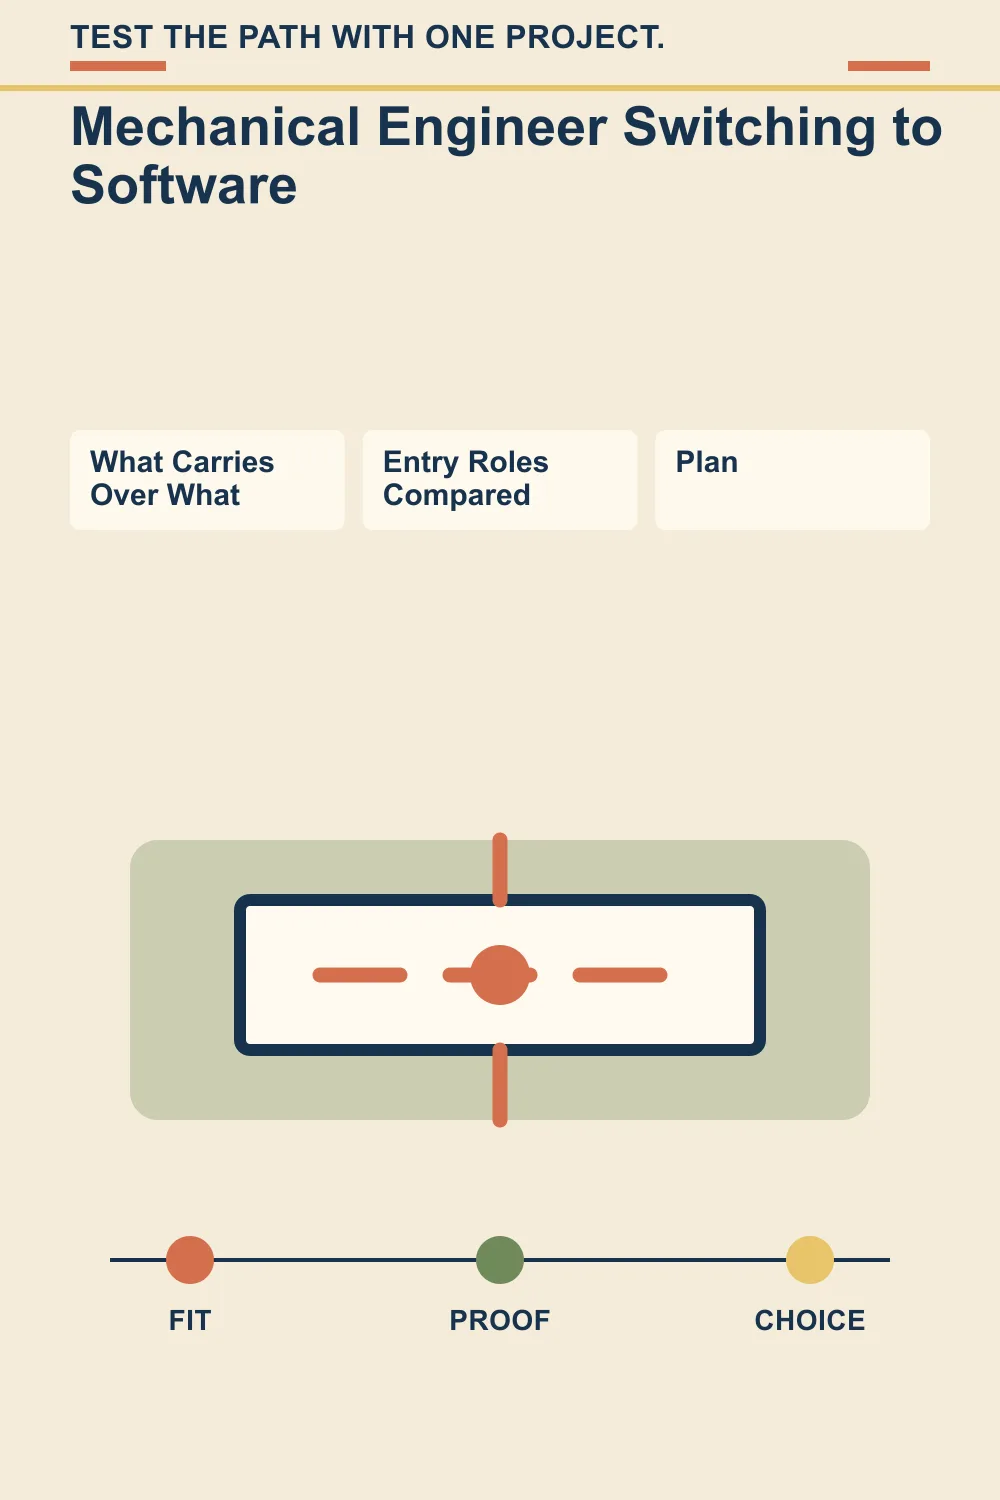 TEST THE PATH WITH ONE PROJECT.
Mechanical Engineer Switching to
Software
What Carries
Over What
Entry Roles
Compared
Plan
FIT
PROOF
CHOICE